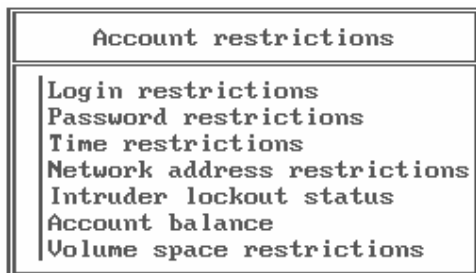 Account restrictions
Login restrictions
Password restrictions
Time restrictions
Network address restrictions
Intruder lockout status
Account balance
Volume space restrictions